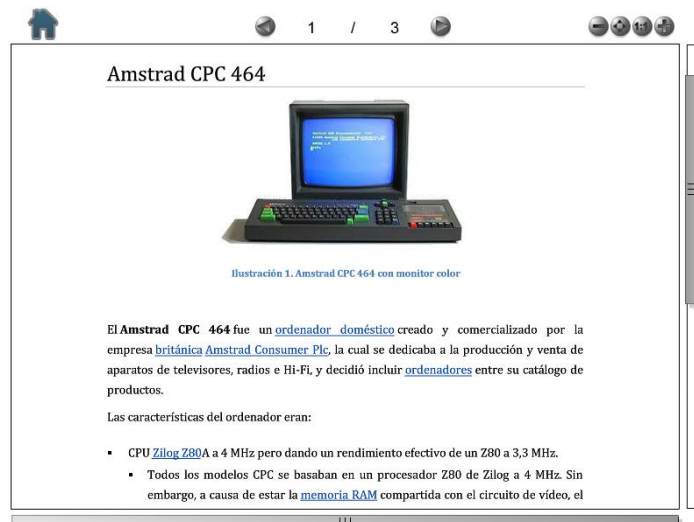 1 / 3
1:1
Amstrad CPC 464
Ilustración 1. Amstrad CPC 464 con monitor color
El Amstrad CPC 464 fue un ordenador doméstico creado y comercializado por la
empresa británica Amstrad Consumer Plc, la cual se dedicaba a la producción y venta de
aparatos de televisores, radios e Hi-Fi, y decidió incluir ordenadores entre su catálogo de
productos.
Las características del ordenador eran:
▪ CPU Zilog Z80A a 4 MHz pero dando un rendimiento efectivo de un Z80 a 3,3 MHz.
▪ Todos los modelos CPC se basaban en un procesador Z80 de Zilog a 4 MHz. Sin
embargo, a causa de estar la memoria RAM compartida con el circuito de vídeo, el